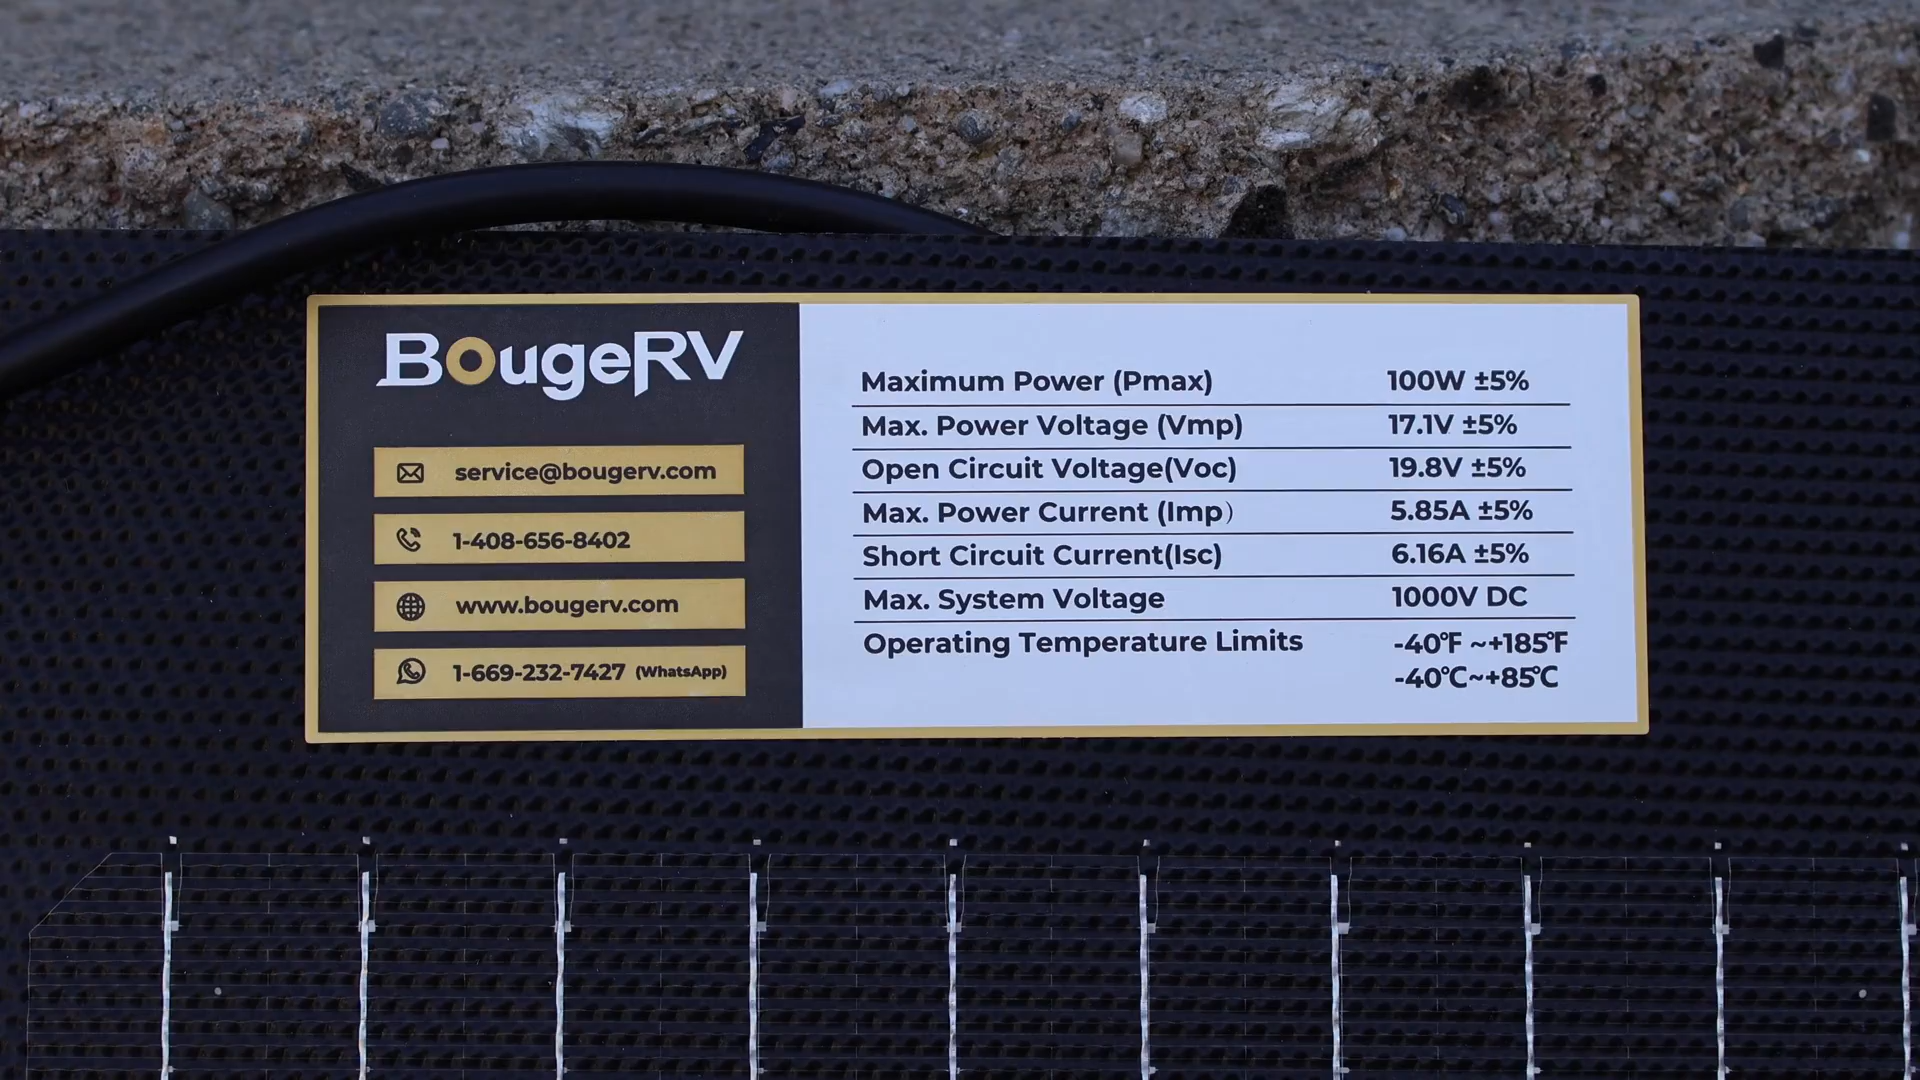 BougeRV
service@bougerv.com
1-408-656-8402
www.bougerv.com
1-669-232-7427 (WhatsApp)
Maximum Power (Pmax) 100W ±5%
Max. Power Voltage (Vmp) 17.1V ±5%
Open Circuit Voltage(Voc) 19.8V ±5%
Max. Power Current (Imp） 5.85A ±5%
Short Circuit Current(Isc) 6.16A ±5%
Max. System Voltage 1000V DC
Operating Temperature Limits -40℉ ~+185℉
-40℃~+85℃